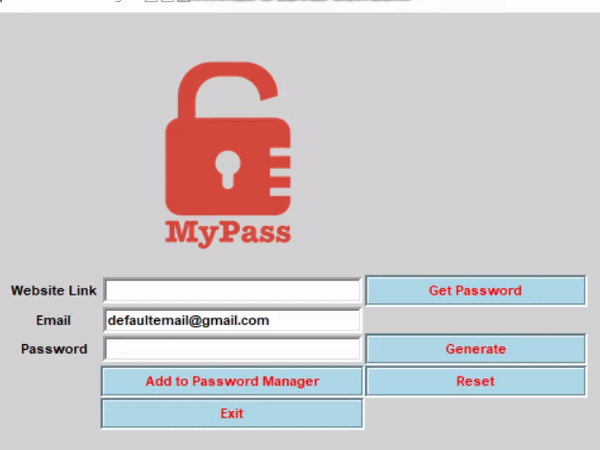 MyPass
Website Link
Get Password
Email
defaultemail@gmail.com
Password
Generate
Add to Password Manager
Reset
Exit